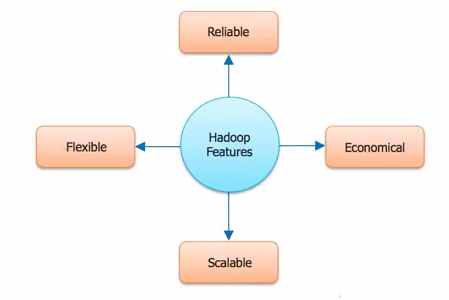 Reliable
Flexible
Hadoop
Features
Economical
Scalable